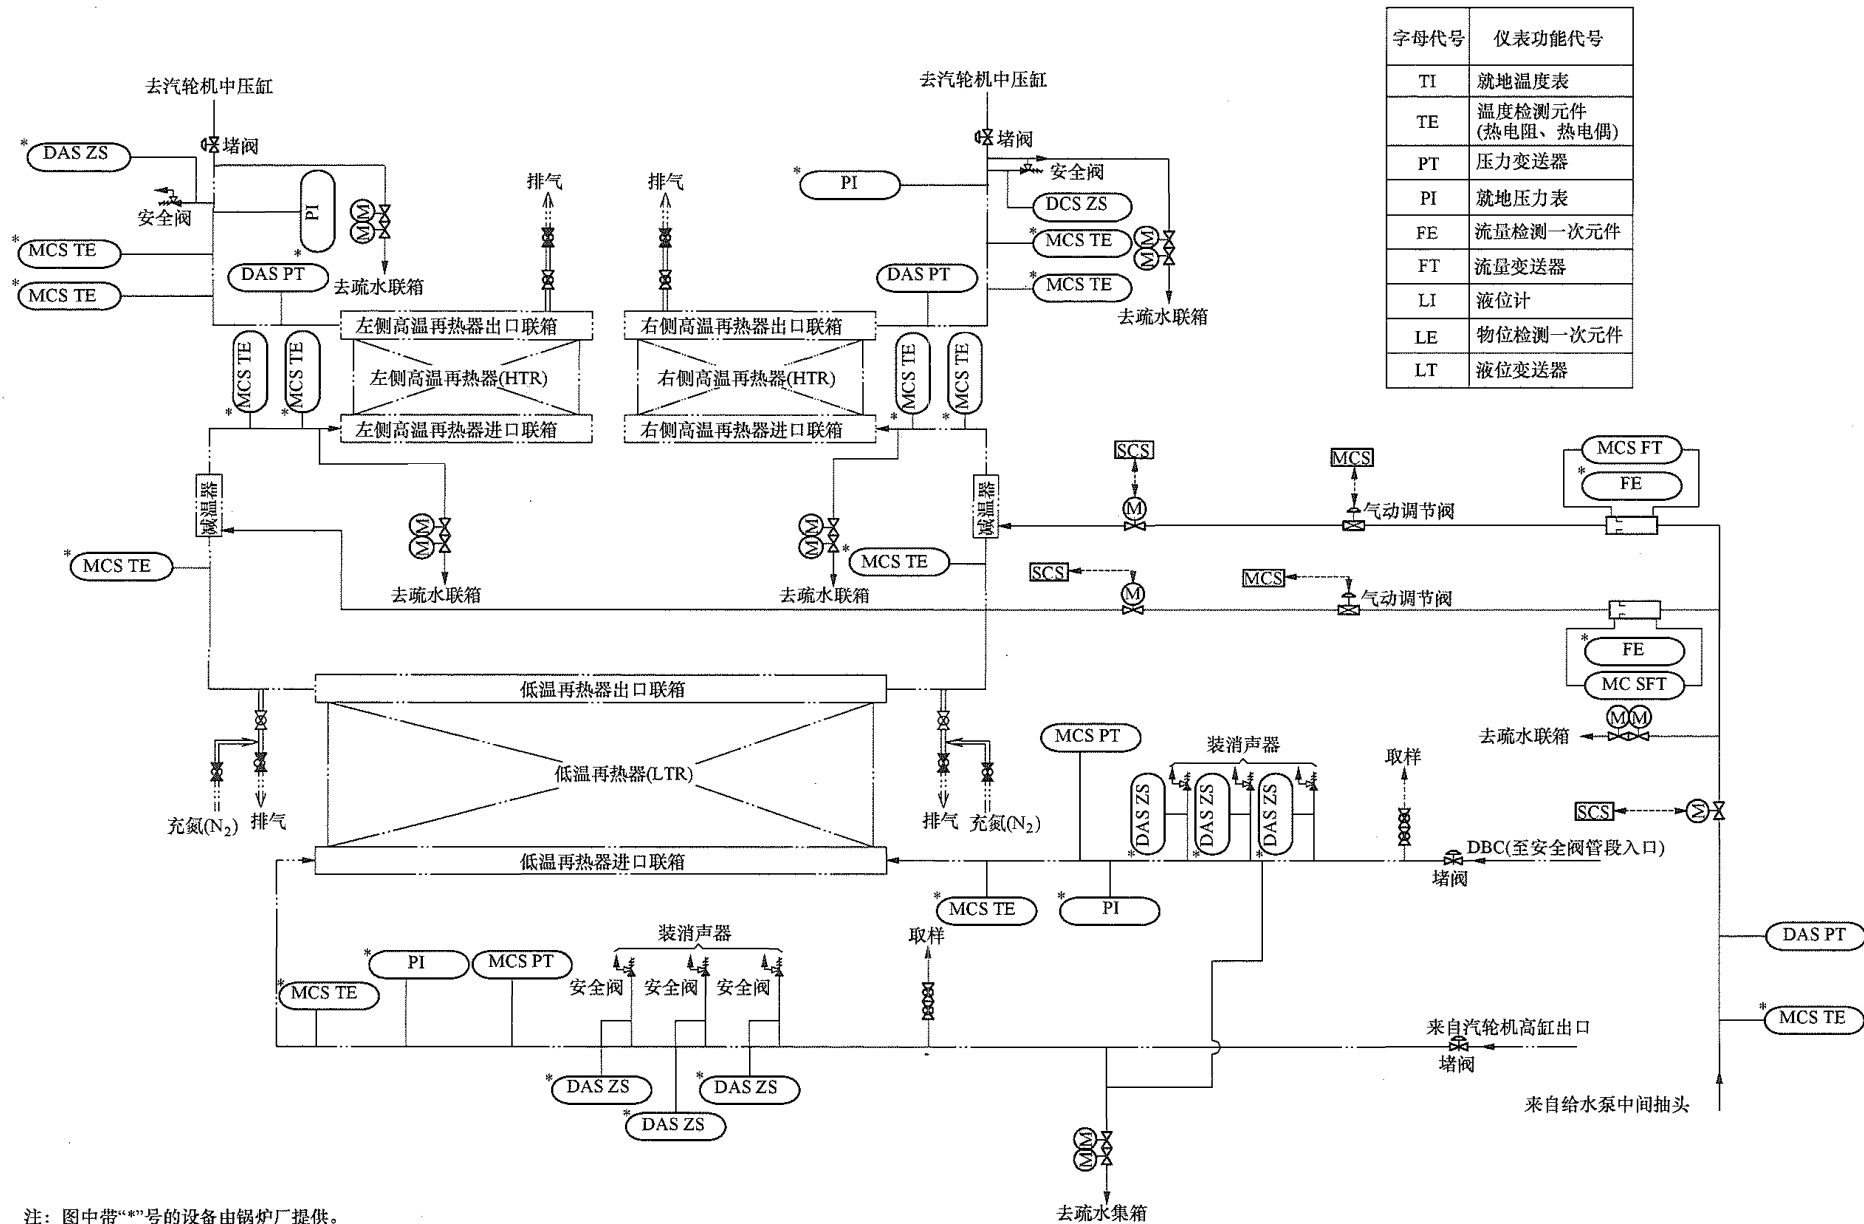 字母代号 仪表功能代号
TI 就地温度表
TE 温度检测元件
(热电阻、热电偶)
PT 压力变送器
PI 就地压力表
FE 流量检测一次元件
FT 流量变送器
LI 液位计
LE 物位检测一次元件
LT 液位变送器
去汽轮机中压缸
去汽轮机中压缸
堵阀
堵阀
* DAS ZS
安全阀
PI
*
* PI
安全阀
DCS ZS
排气
排气
M
M
M
M
* MCS TE
* MCS TE
* MCS TE
* MCS TE
DAS PT
DAS PT
去疏水联箱
去疏水联箱
左侧高温再热器出口联箱
右侧高温再热器出口联箱
* MCS TE
* MCS TE
左侧高温再热器(HTR)
右侧高温再热器(HTR)
* MCS TE
* MCS TE
左侧高温再热器进口联箱
右侧高温再热器进口联箱
减温器
减温器
M
M
M
M
SCS
M
MCS
气动调节阀
MCS FT
* FE
* MCS TE
* MCS TE
去疏水联箱
去疏水联箱
SCS
M
MCS
气动调节阀
* FE
MC SFT
低温再热器出口联箱
低温再热器(LTR)
低温再热器进口联箱
充氮(N2)
排气
排气
充氮(N2)
MCS PT
装消声器
* DAS ZS
* DAS ZS
* DAS ZS
取样
M M
去疏水联箱
SCS
M
DBC(至安全阀管段入口)
堵阀
* MCS TE
* PI
DAS PT
* MCS TE
* MCS TE
* PI
MCS PT
装消声器
安全阀
安全阀
安全阀
取样
* DAS ZS
* DAS ZS
* DAS ZS
来自汽轮机高缸出口
堵阀
来自给水泵中间抽头
M
M
去疏水集箱
注：图中带“*”号的设备由锅炉厂提供。